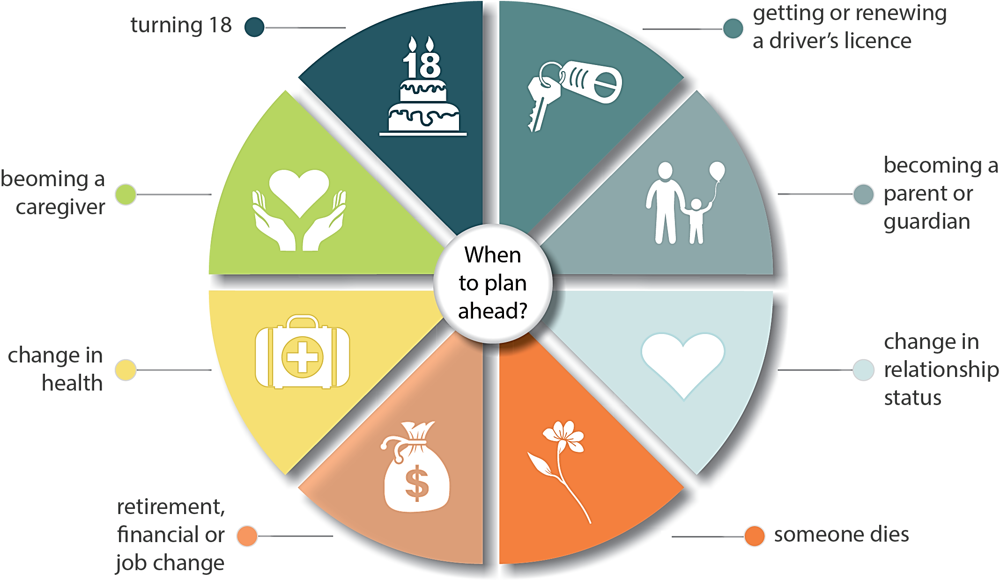 turning 18
18
getting or renewing
a driver's licence
becoming a
parent or
guardian
beoming a
caregiver
When
to plan
ahead?
change in
health
change in
relationship
status
$
retirement,
financial or
job change
someone dies